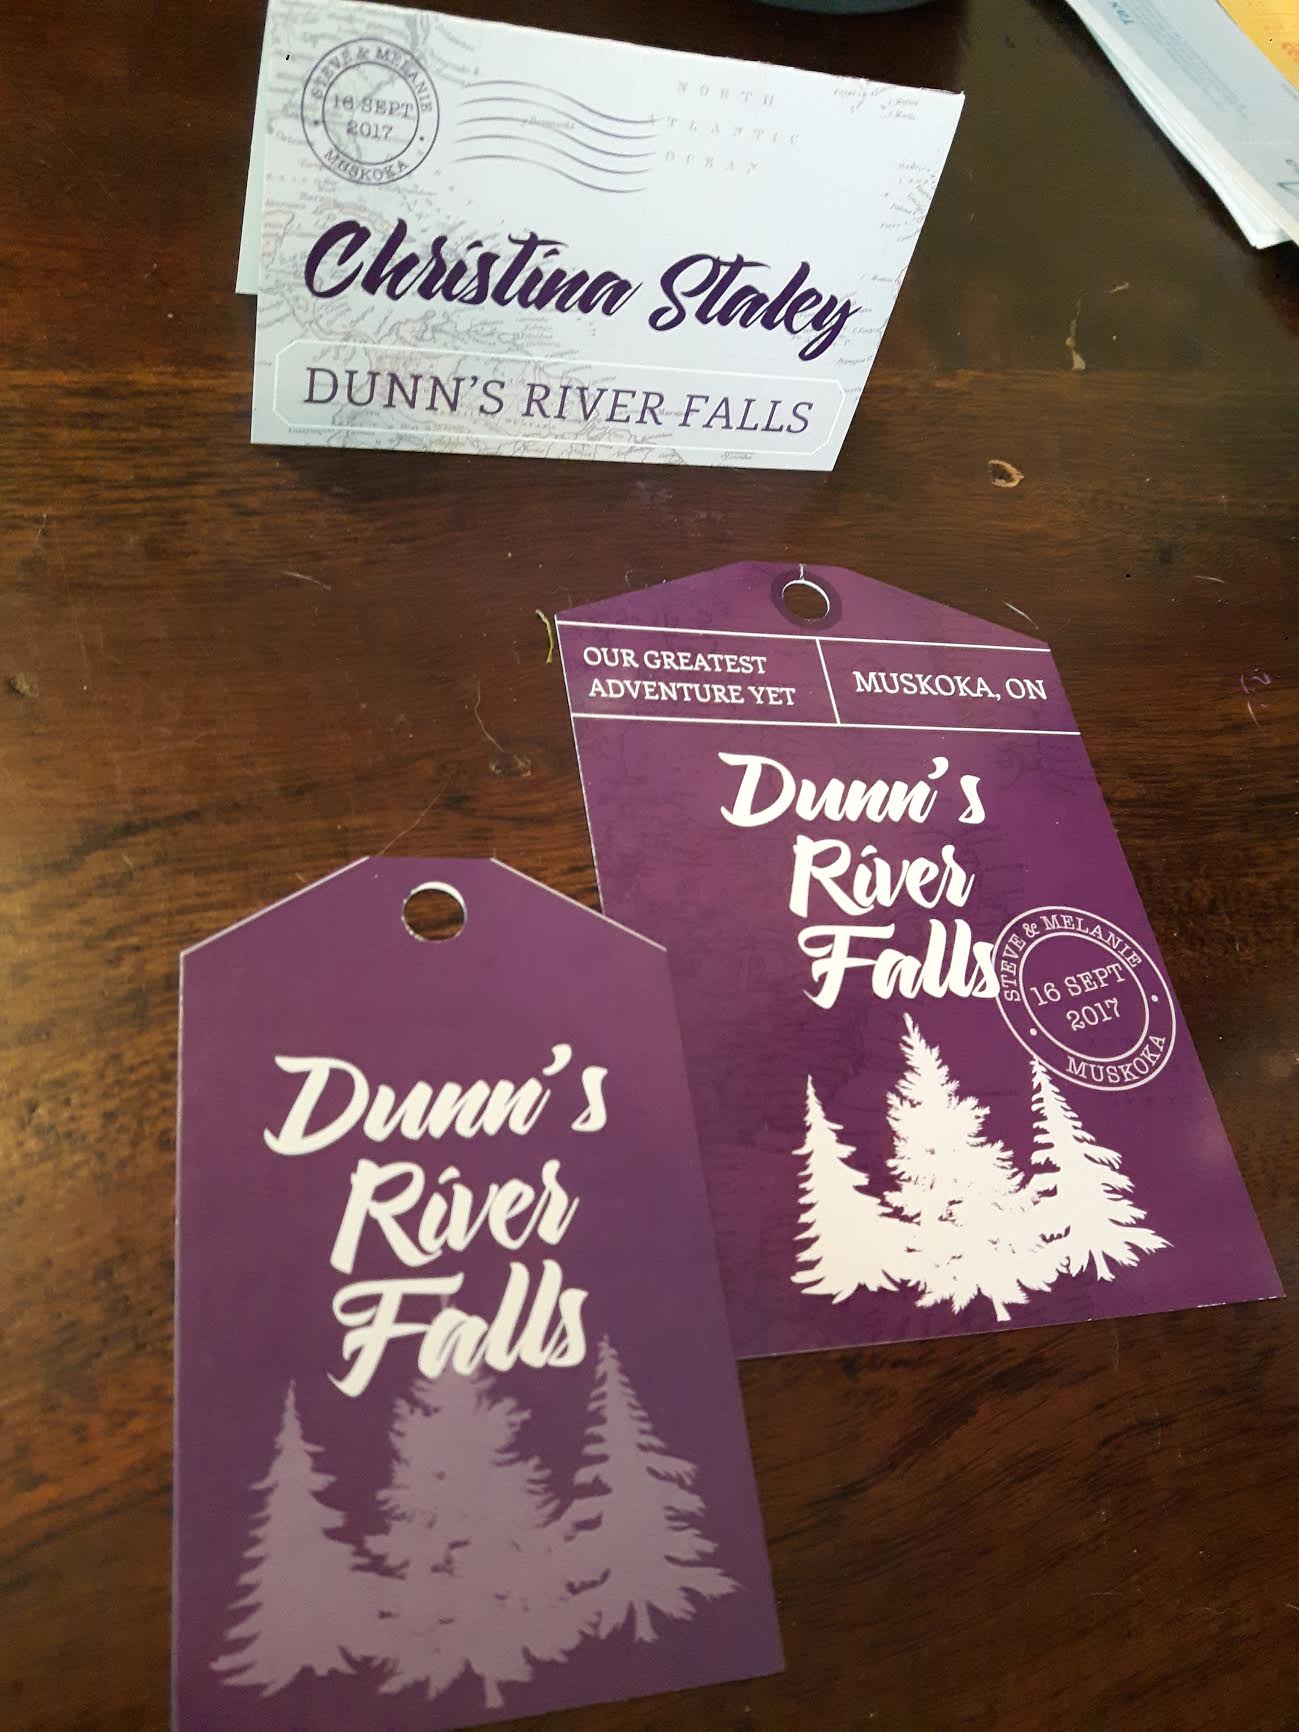 STEVE & MELANIE
16 SEPT
2017
MUSKOKA
NORTH
ATLANTIC
OCEAN
Christina Staley
DUNN'S RIVER FALLS
OUR GREATEST
ADVENTURE YET
MUSKOKA, ON
Dunn's
River
Falls
STEVE & MELANIE
16 SEPT
2017
MUSKOKA
Dunn's
River
Falls